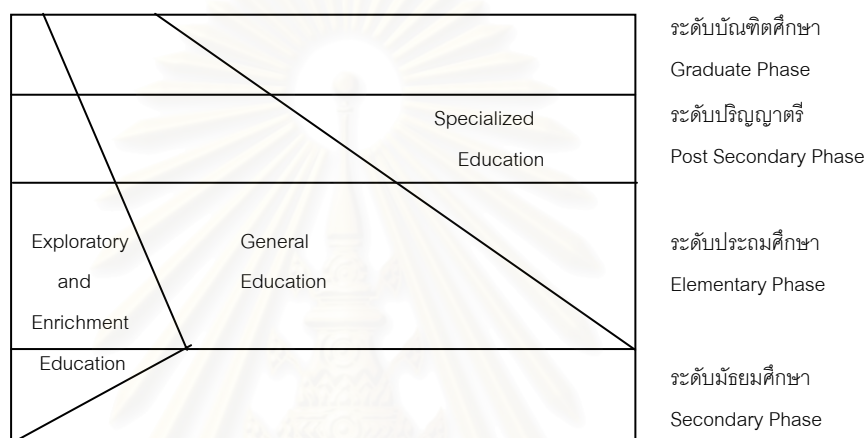 ระดับบัณฑิตศึกษา
Graduate Phase
Specialized
Education
ระดับปริญญาตรี
Post Secondary Phase
Exploratory
and
Enrichment
Education
General
Education
ระดับประถมศึกษา
Elementary Phase
ระดับมัธยมศึกษา
Secondary Phase